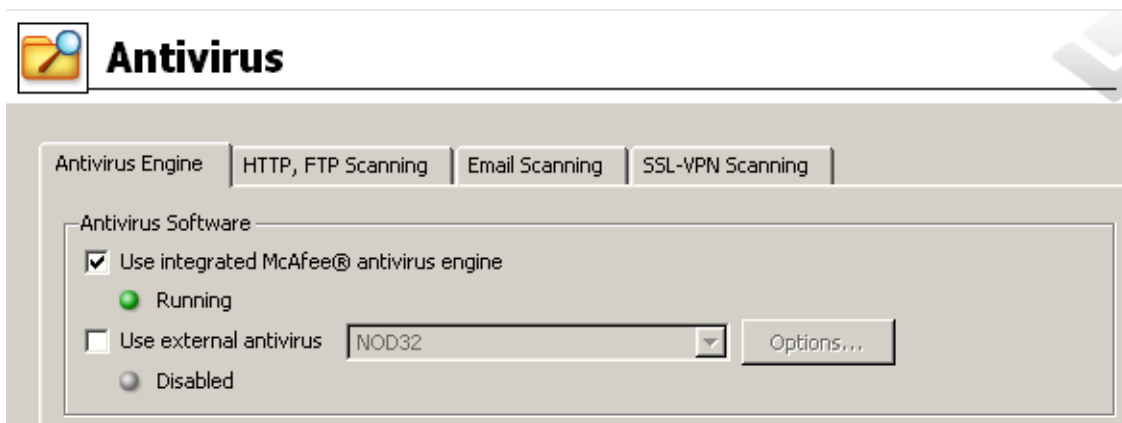 Antivirus
Antivirus Engine HTTP, FTP Scanning Email Scanning SSL-VPN Scanning
Antivirus Software
Use integrated McAfee® antivirus engine
Running
Use external antivirus NOD32 Options...
Disabled